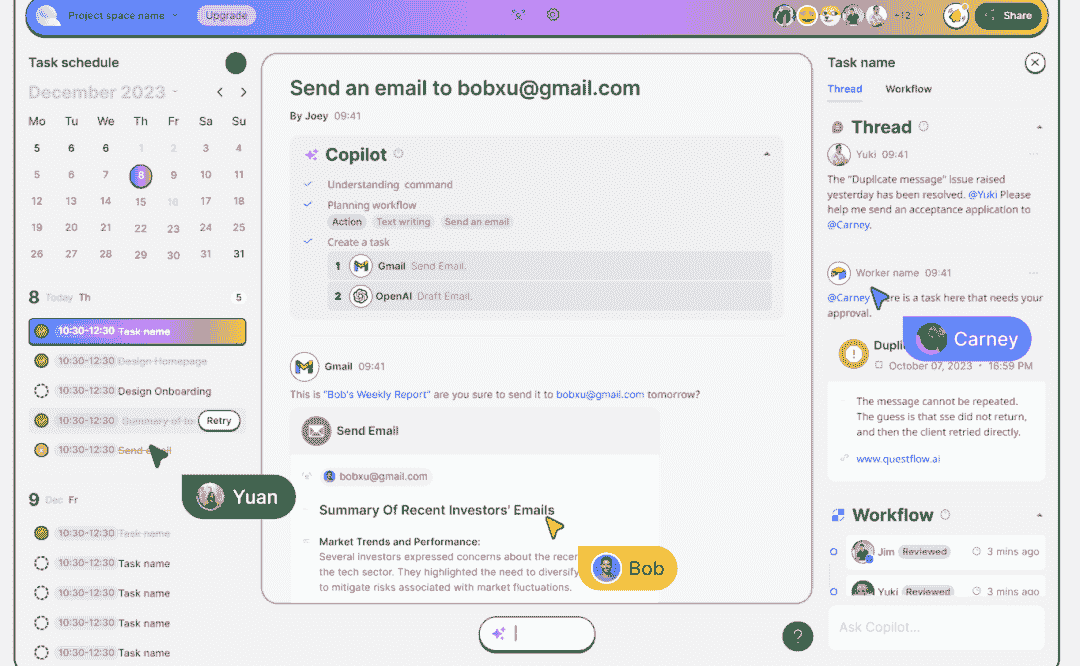 Project space name
Upgrade
+12
Share
Task schedule
December 2023
Mo Tu We Th Fr Sa Su
5 6 6 1 2 3 4
5 6 7 8 9 10 11
12 13 14 15 16 17 18
19 20 21 22 23 24 25
26 27 28 29 30 31 31
8 Today Th 5
10:30-12:30 Task name
10:30-12:30 Design Homepage
10:30-12:30 Design Onboarding
10:30-12:30 Summary of to
Retry
10:30-12:30 Send email
Yuan
9 Dec Fr
10:30-12:30 Task name
10:30-12:30 Task name
10:30-12:30 Task name
10:30-12:30 Task name
10:30-12:30 Task name
Send an email to bobxu@gmail.com
By Joey 09:41
Copilot
Understanding command
Planning workflow
Action Text writing Send an email
Create a task
1 Gmail Send Email.
2 OpenAI Draft Email.
Gmail 09:41
This is "Bob's Weekly Report" are you sure to send it to bobxu@gmail.com tomorrow?
Send Email
bobxu@gmail.com
Summary Of Recent Investors' Emails
Market Trends and Performance:
Several investors expressed concerns about the recen
the tech sector. They highlighted the need to diversify
to mitigate risks associated with market fluctuations.
Bob
?
Task name
Thread Workflow
Thread
Yuki 09:41
The "Duplicate message" issue raised
yesterday has been resolved. @Yuki Please
help me send an acceptance application to
@Carney.
Worker name 09:41
@Carney ere is a task here that needs your
approval.
Carney
Duplic
October 07, 2023 · 16:59 PM
The message cannot be repeated.
The guess is that sse did not return,
and then the client retried directly.
www.questflow.ai
Workflow
Jim Reviewed 3 mins ago
Yuki Reviewed 3 mins ago
Ask Copilot...